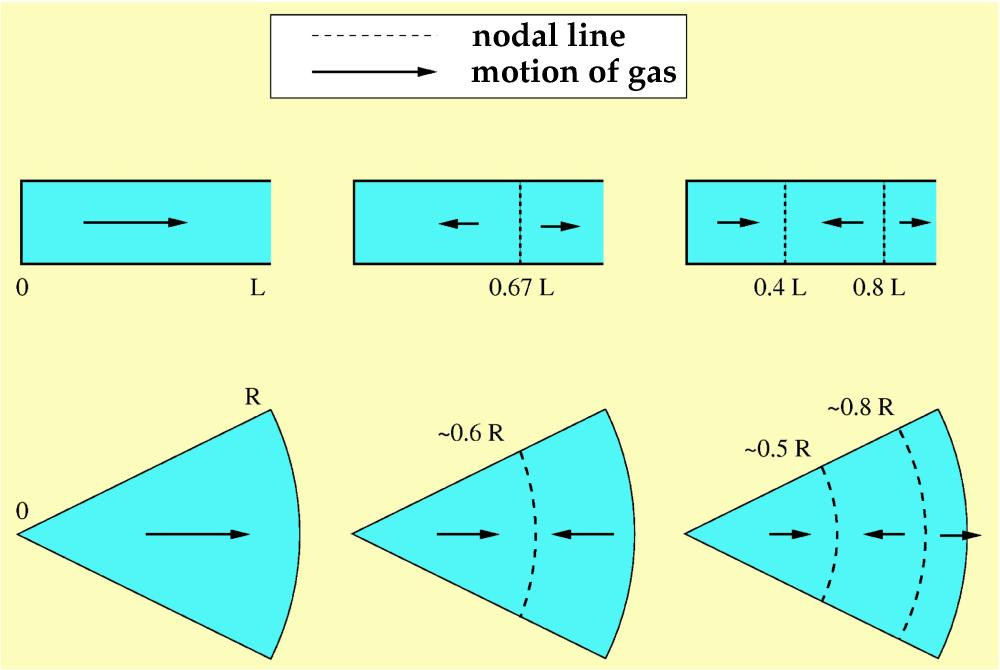 nodal line
motion of gas
0
L
0.67 L
0.4 L
0.8 L
R
0
~0.6 R
~0.8 R
~0.5 R